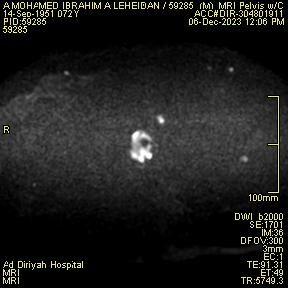 A MOHAMED IBRAHIM A LEHEIDAN / 59285 (M) MRI Pelvis w/C
14-Sep-1951 072Y ACC#DIR-304801911
PID:59285 06-Dec-2023 12:06 PM
59285
R
100mm
DWI_b2000
SE:1701
IM:36
DFOV:300
3mm
EC:1
Ad Diriyah Hospital TE:91.31
MRI ET:49
MRI TR:5749.3